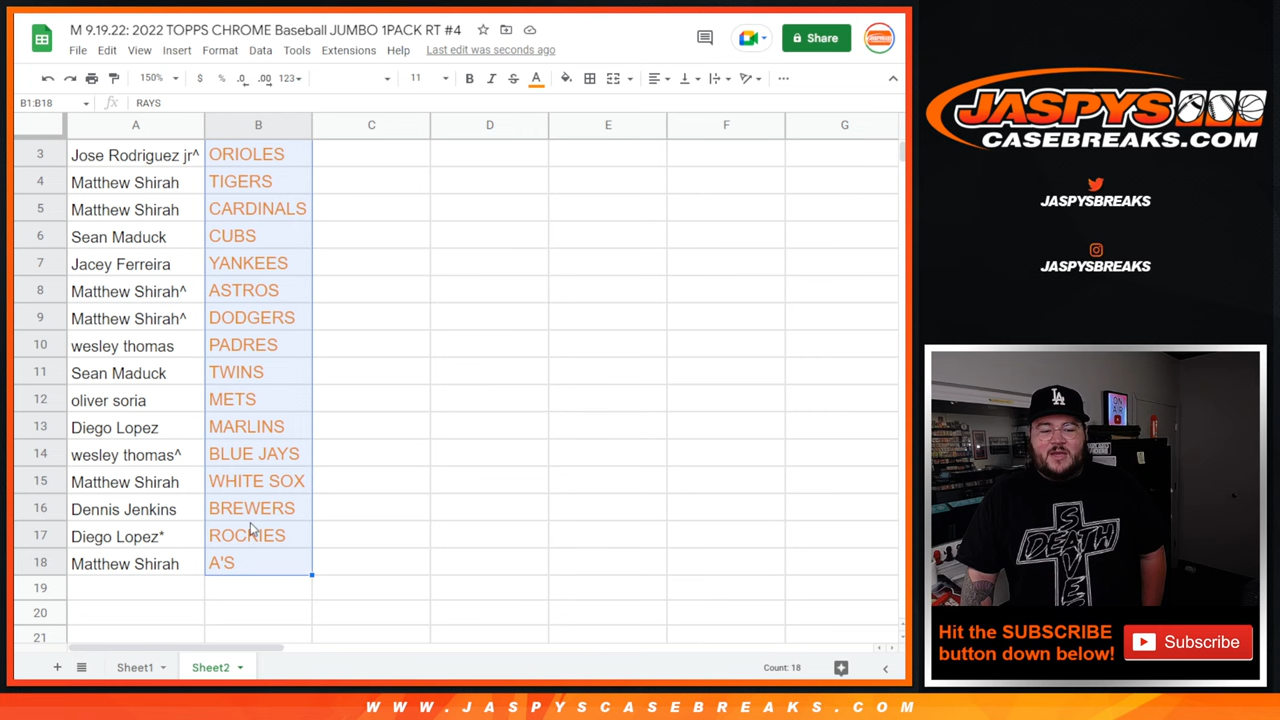 M 9.19.22: 2022 TOPPS CHROME Baseball JUMBO 1PACK RT #4
File Edit View Insert Format Data Tools Extensions Help Last edit was seconds ago
Share
150% $ % .0 .00 123 11 B I S A
B1:B18 fx RAYS
A B C D E F G
3 Jose Rodriguez jr^ ORIOLES
4 Matthew Shirah TIGERS
5 Matthew Shirah CARDINALS
6 Sean Maduck CUBS
7 Jacey Ferreira YANKEES
8 Matthew Shirah^ ASTROS
9 Matthew Shirah^ DODGERS
10 wesley thomas PADRES
11 Sean Maduck TWINS
12 oliver soria METS
13 Diego Lopez MARLINS
14 wesley thomas^ BLUE JAYS
15 Matthew Shirah WHITE SOX
16 Dennis Jenkins BREWERS
17 Diego Lopez* ROCKIES
18 Matthew Shirah A'S
19
20
21
Sheet1 Sheet2 Count: 18
JASPYS
CASEBREAKS.COM
JASPYSBREAKS
JASPYSBREAKS
ON AIR
LA
DEATH
SAVES
Hit the SUBSCRIBE
button down below!
Subscribe
WWW.JASPYSCASEBREAKS.COM